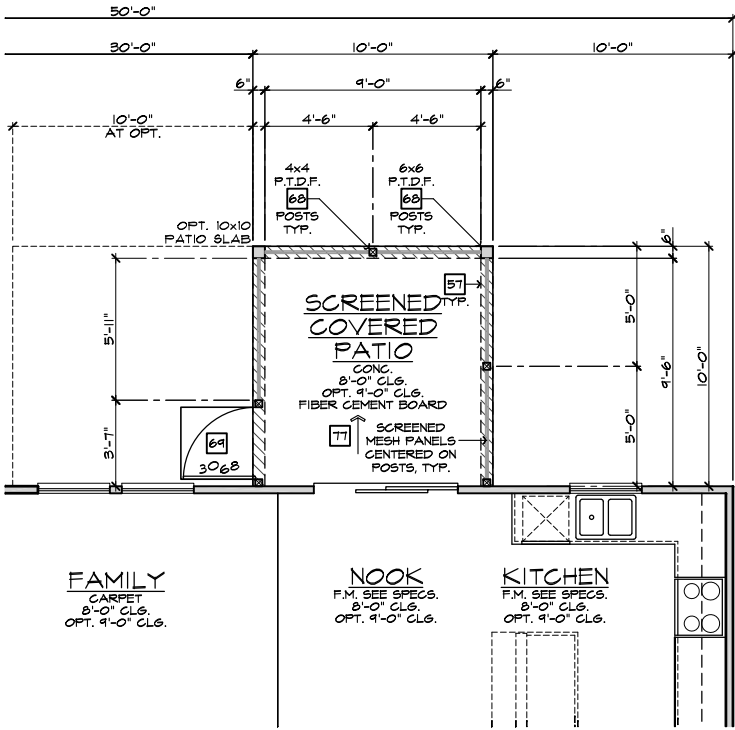 50'-0"
30'-0"
10'-0"
10'-0"
6"
9'-0"
6"
10'-0"
AT OPT.
4'-6"
4'-6"
4x4
P.T.D.F.
68
POSTS
TYP.
6x6
P.T.D.F.
68
POSTS
TYP.
OPT. 10x10
PATIO SLAB
6"
57
TYP.
SCREENED
COVERED
PATIO
CONC.
8'-0" CLG.
OPT. 9'-0" CLG.
FIBER CEMENT BOARD
5'-11"
5'-0"
9'-6"
10'-0"
3'-7"
69
3068
77
SCREENED
MESH PANELS
CENTERED ON
POSTS, TYP.
5'-0"
FAMILY
CARPET
8'-0" CLG.
OPT. 9'-0" CLG.
NOOK
F.M. SEE SPECS.
8'-0" CLG.
OPT. 9'-0" CLG.
KITCHEN
F.M. SEE SPECS.
8'-0" CLG.
OPT. 9'-0" CLG.